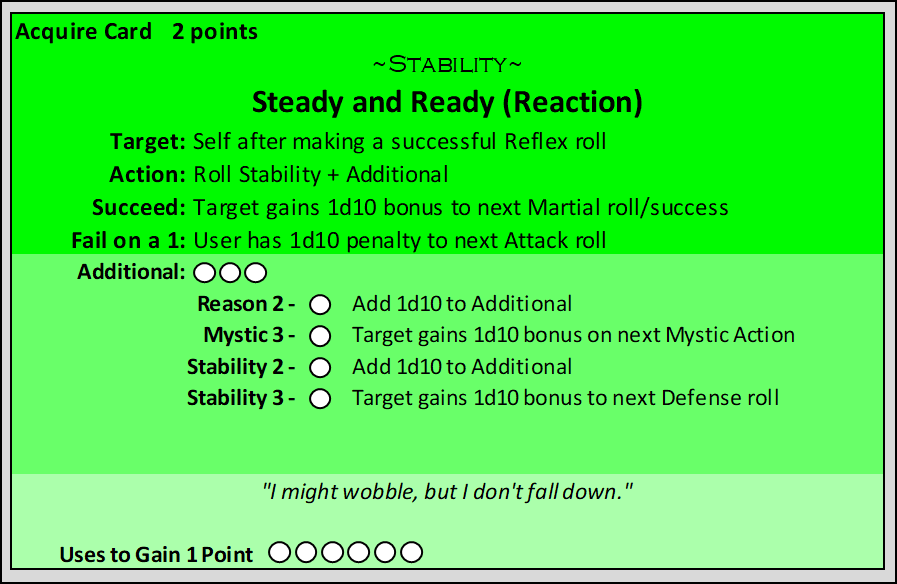 Acquire Card 2 points
~Stability~
Steady and Ready (Reaction)
Target: Self after making a successful Reflex roll
Action: Roll Stability + Additional
Succeed: Target gains 1d10 bonus to next Martial roll/success
Fail on a 1: User has 1d10 penalty to next Attack roll
Additional:
Reason 2 - Add 1d10 to Additional
Mystic 3 - Target gains 1d10 bonus on next Mystic Action
Stability 2 - Add 1d10 to Additional
Stability 3 - Target gains 1d10 bonus to next Defense roll
"I might wobble, but I don't fall down."
Uses to Gain 1 Point